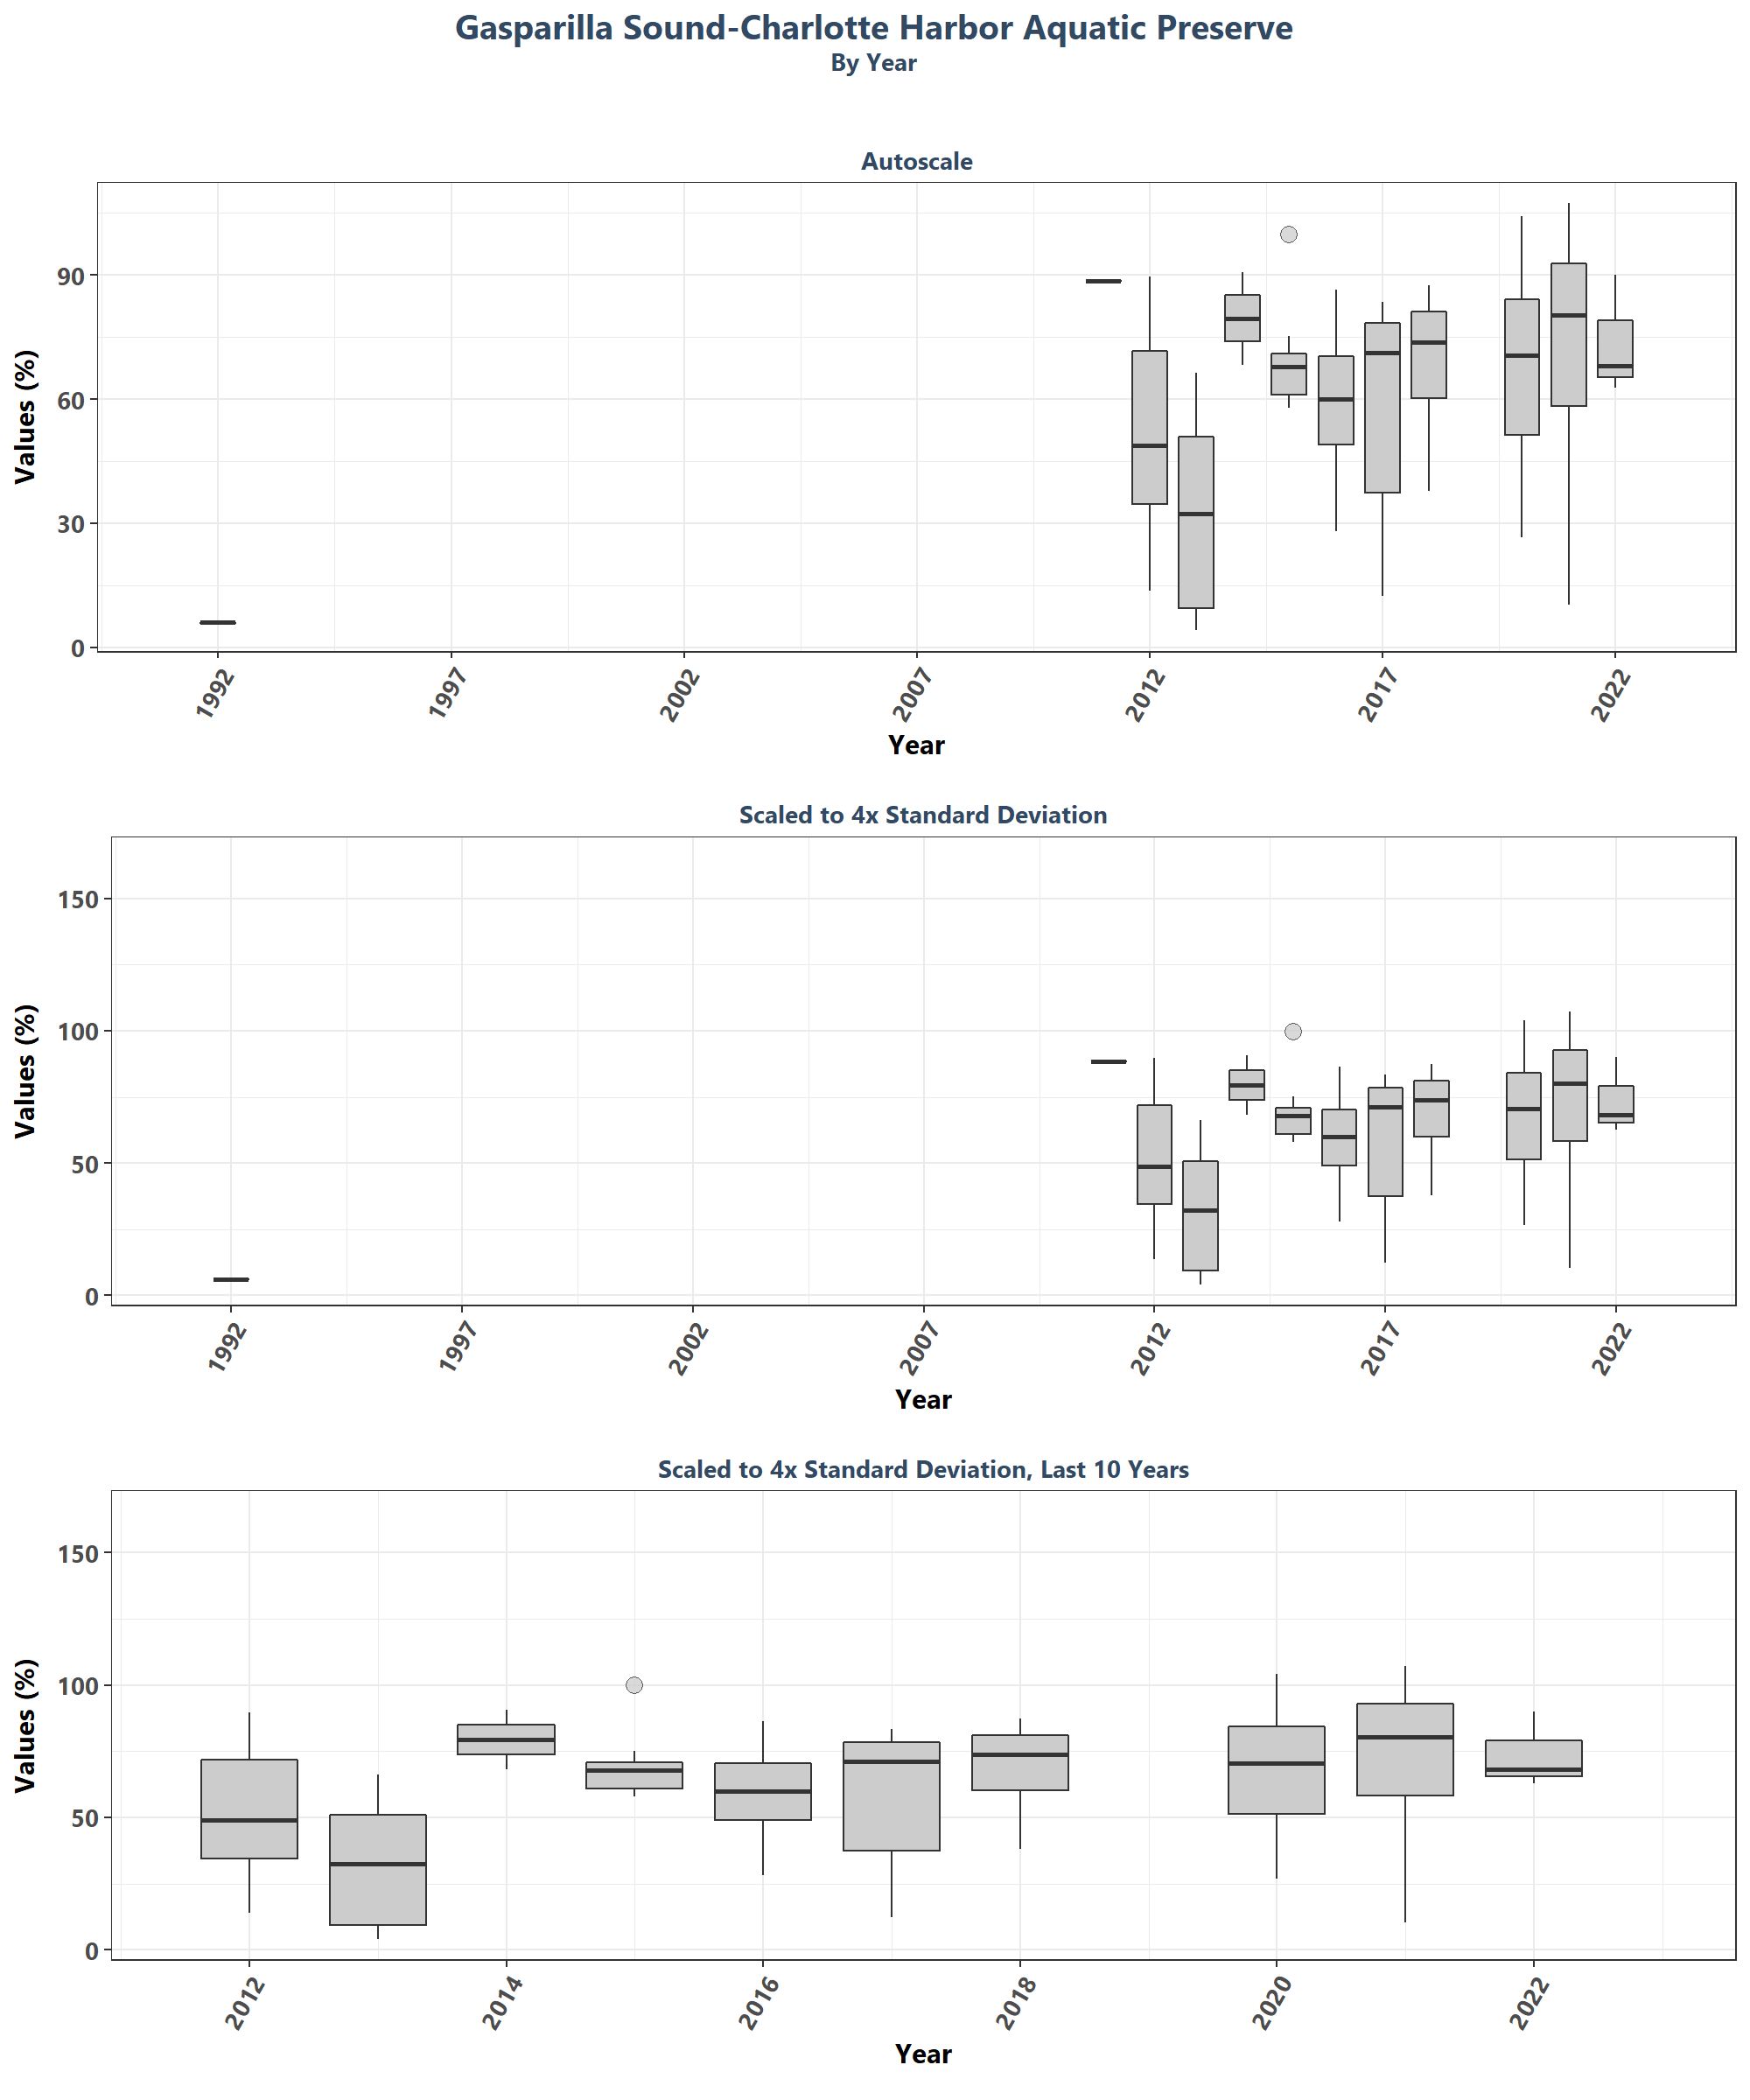 Gasparilla Sound-Charlotte Harbor Aquatic Preserve
By Year
Autoscale
Values (%)
90
60
30
0
1992 1997 2002 2007 2012 2017 2022
Year
Scaled to 4x Standard Deviation
Values (%)
150
100
50
0
1992 1997 2002 2007 2012 2017 2022
Year
Scaled to 4x Standard Deviation, Last 10 Years
Values (%)
150
100
50
0
2012 2014 2016 2018 2020 2022
Year